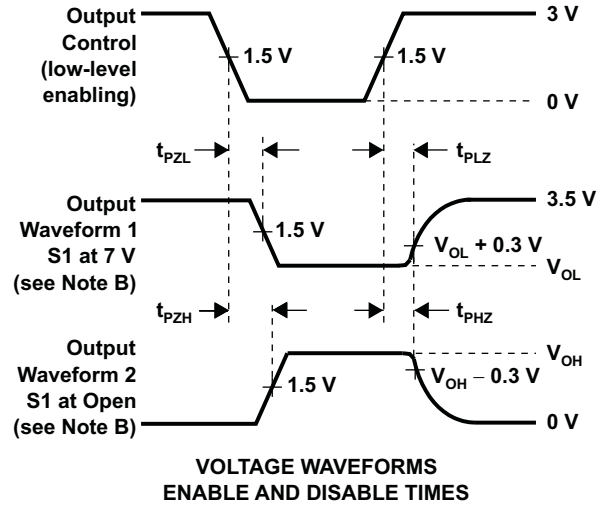 Output
Control
(low-level
enabling)
3 V
1.5 V
1.5 V
0 V
tPZL
tPLZ
Output
Waveform 1
S1 at 7 V
(see Note B)
3.5 V
1.5 V
VOL + 0.3 V
VOL
tPZH
tPHZ
Output
Waveform 2
S1 at Open
(see Note B)
VOH
1.5 V
VOH − 0.3 V
0 V
VOLTAGE WAVEFORMS
ENABLE AND DISABLE TIMES